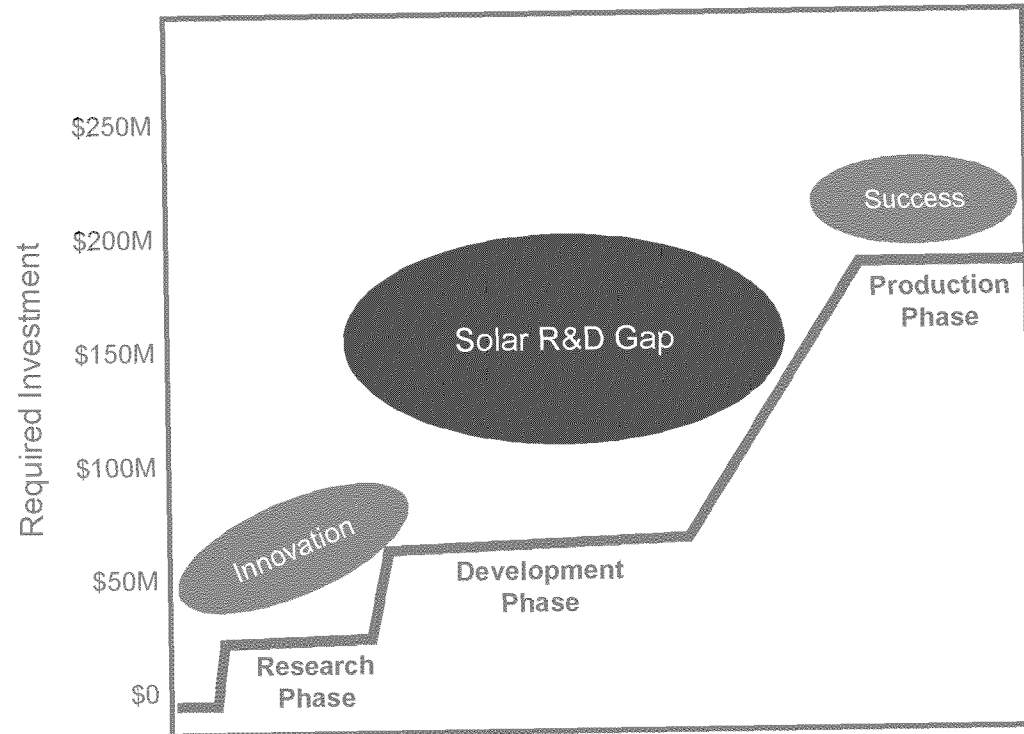 Required Investment
$250M
$200M
$150M
$100M
$50M
$0
Innovation
Solar R&D Gap
Success
Research
Phase
Development
Phase
Production
Phase